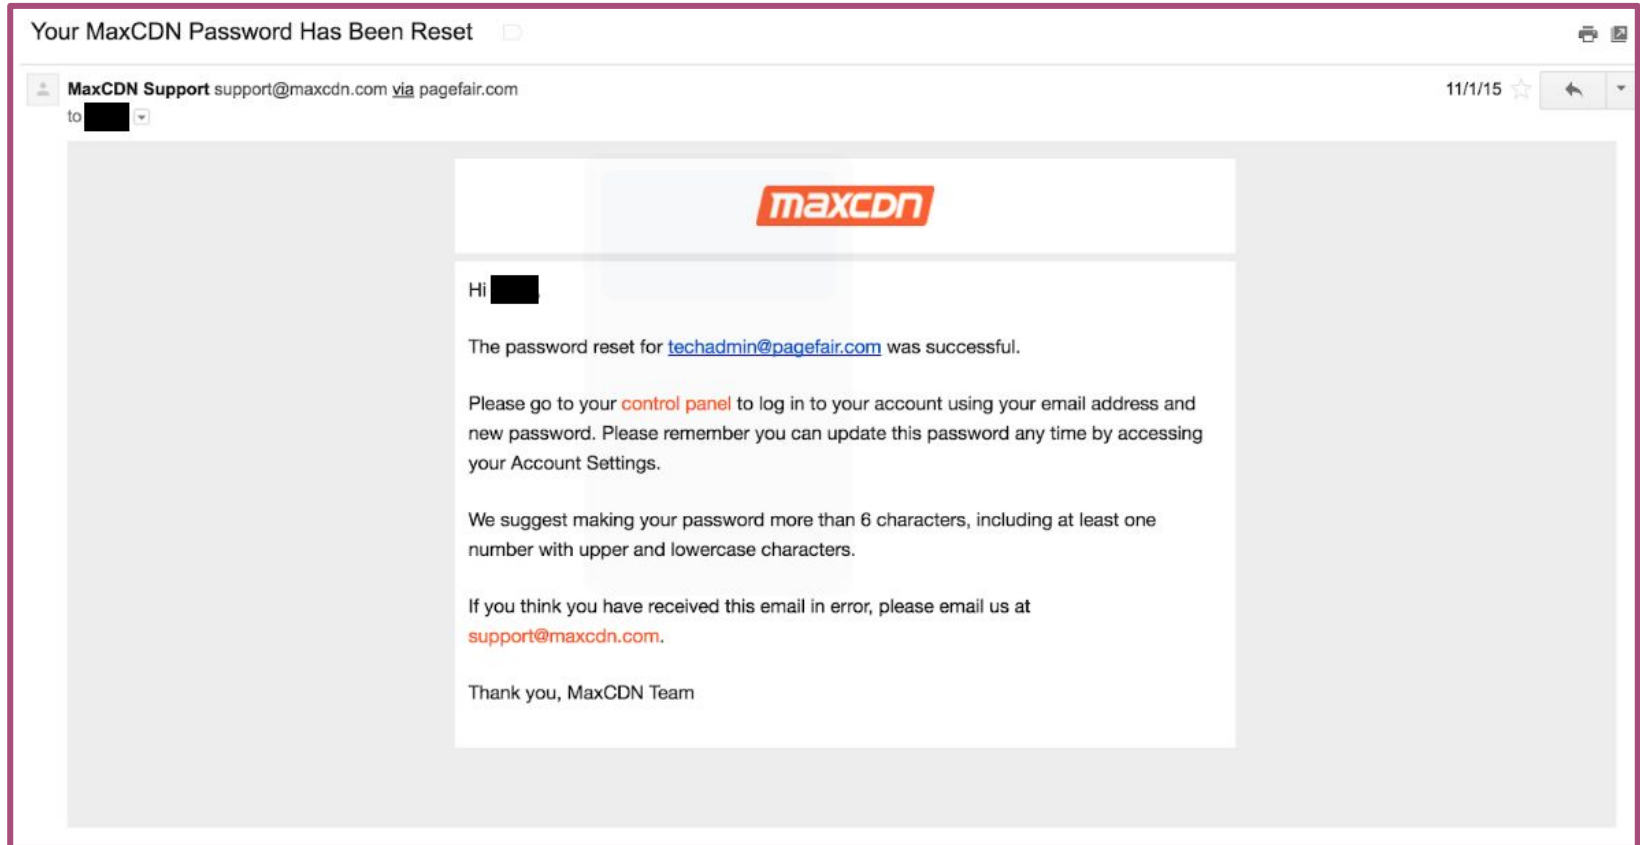 Your MaxCDN Password Has Been Reset
MaxCDN Support support@maxcdn.com via pagefair.com
11/1/15
to
maxcdn
Hi
The password reset for techadmin@pagefair.com was successful.
Please go to your control panel to log in to your account using your email address and
new password. Please remember you can update this password any time by accessing
your Account Settings.
We suggest making your password more than 6 characters, including at least one
number with upper and lowercase characters.
If you think you have received this email in error, please email us at
support@maxcdn.com.
Thank you, MaxCDN Team